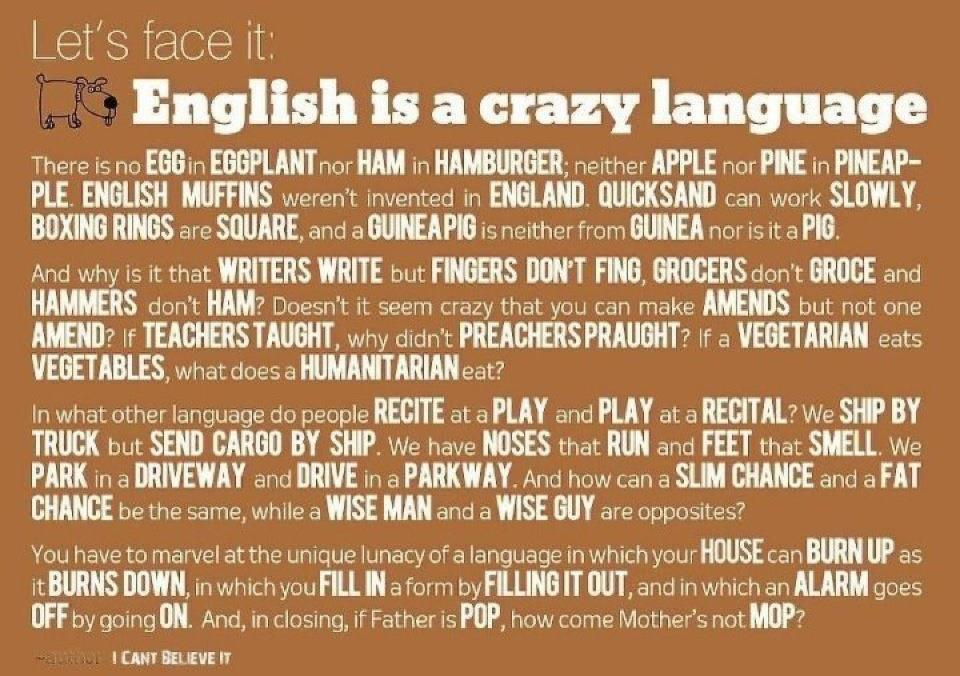 Let's face it:
English is a crazy language
There is no EGG in EGGPLANT nor HAM in HAMBURGER; neither APPLE nor PINE in PINEAP-
PLE. ENGLISH MUFFINS weren't invented in ENGLAND. QUICKSAND can work SLOWLY,
BOXING RINGS are SQUARE, and a GUINEA PIG is neither from GUINEA nor is it a PIG.
And why is it that WRITERS WRITE but FINGERS DON'T FING, GROCERS don't GROCE and
HAMMERS don't HAM? Doesn't it seem crazy that you can make AMENDS but not one
AMEND? If TEACHERS TAUGHT, why didn't PREACHERS PRAUGHT? If a VEGETARIAN eats
VEGETABLES, what does a HUMANITARIAN eat?
In what other language do people RECITE at a PLAY and PLAY at a RECITAL? We SHIP BY
TRUCK but SEND CARGO BY SHIP. We have NOSES that RUN and FEET that SMELL. We
PARK in a DRIVEWAY and DRIVE in a PARKWAY. And how can a SLIM CHANCE and a FAT
CHANCE be the same, while a WISE MAN and a WISE GUY are opposites?
You have to marvel at the unique lunacy of a language in which your HOUSE can BURN UP as
it BURNS DOWN, in which you FILL IN a form by FILLING IT OUT, and in which an ALARM goes
OFF by going ON. And, in closing, if Father is POP, how come Mother's not MOP?
~author I CANT BELIEVE IT